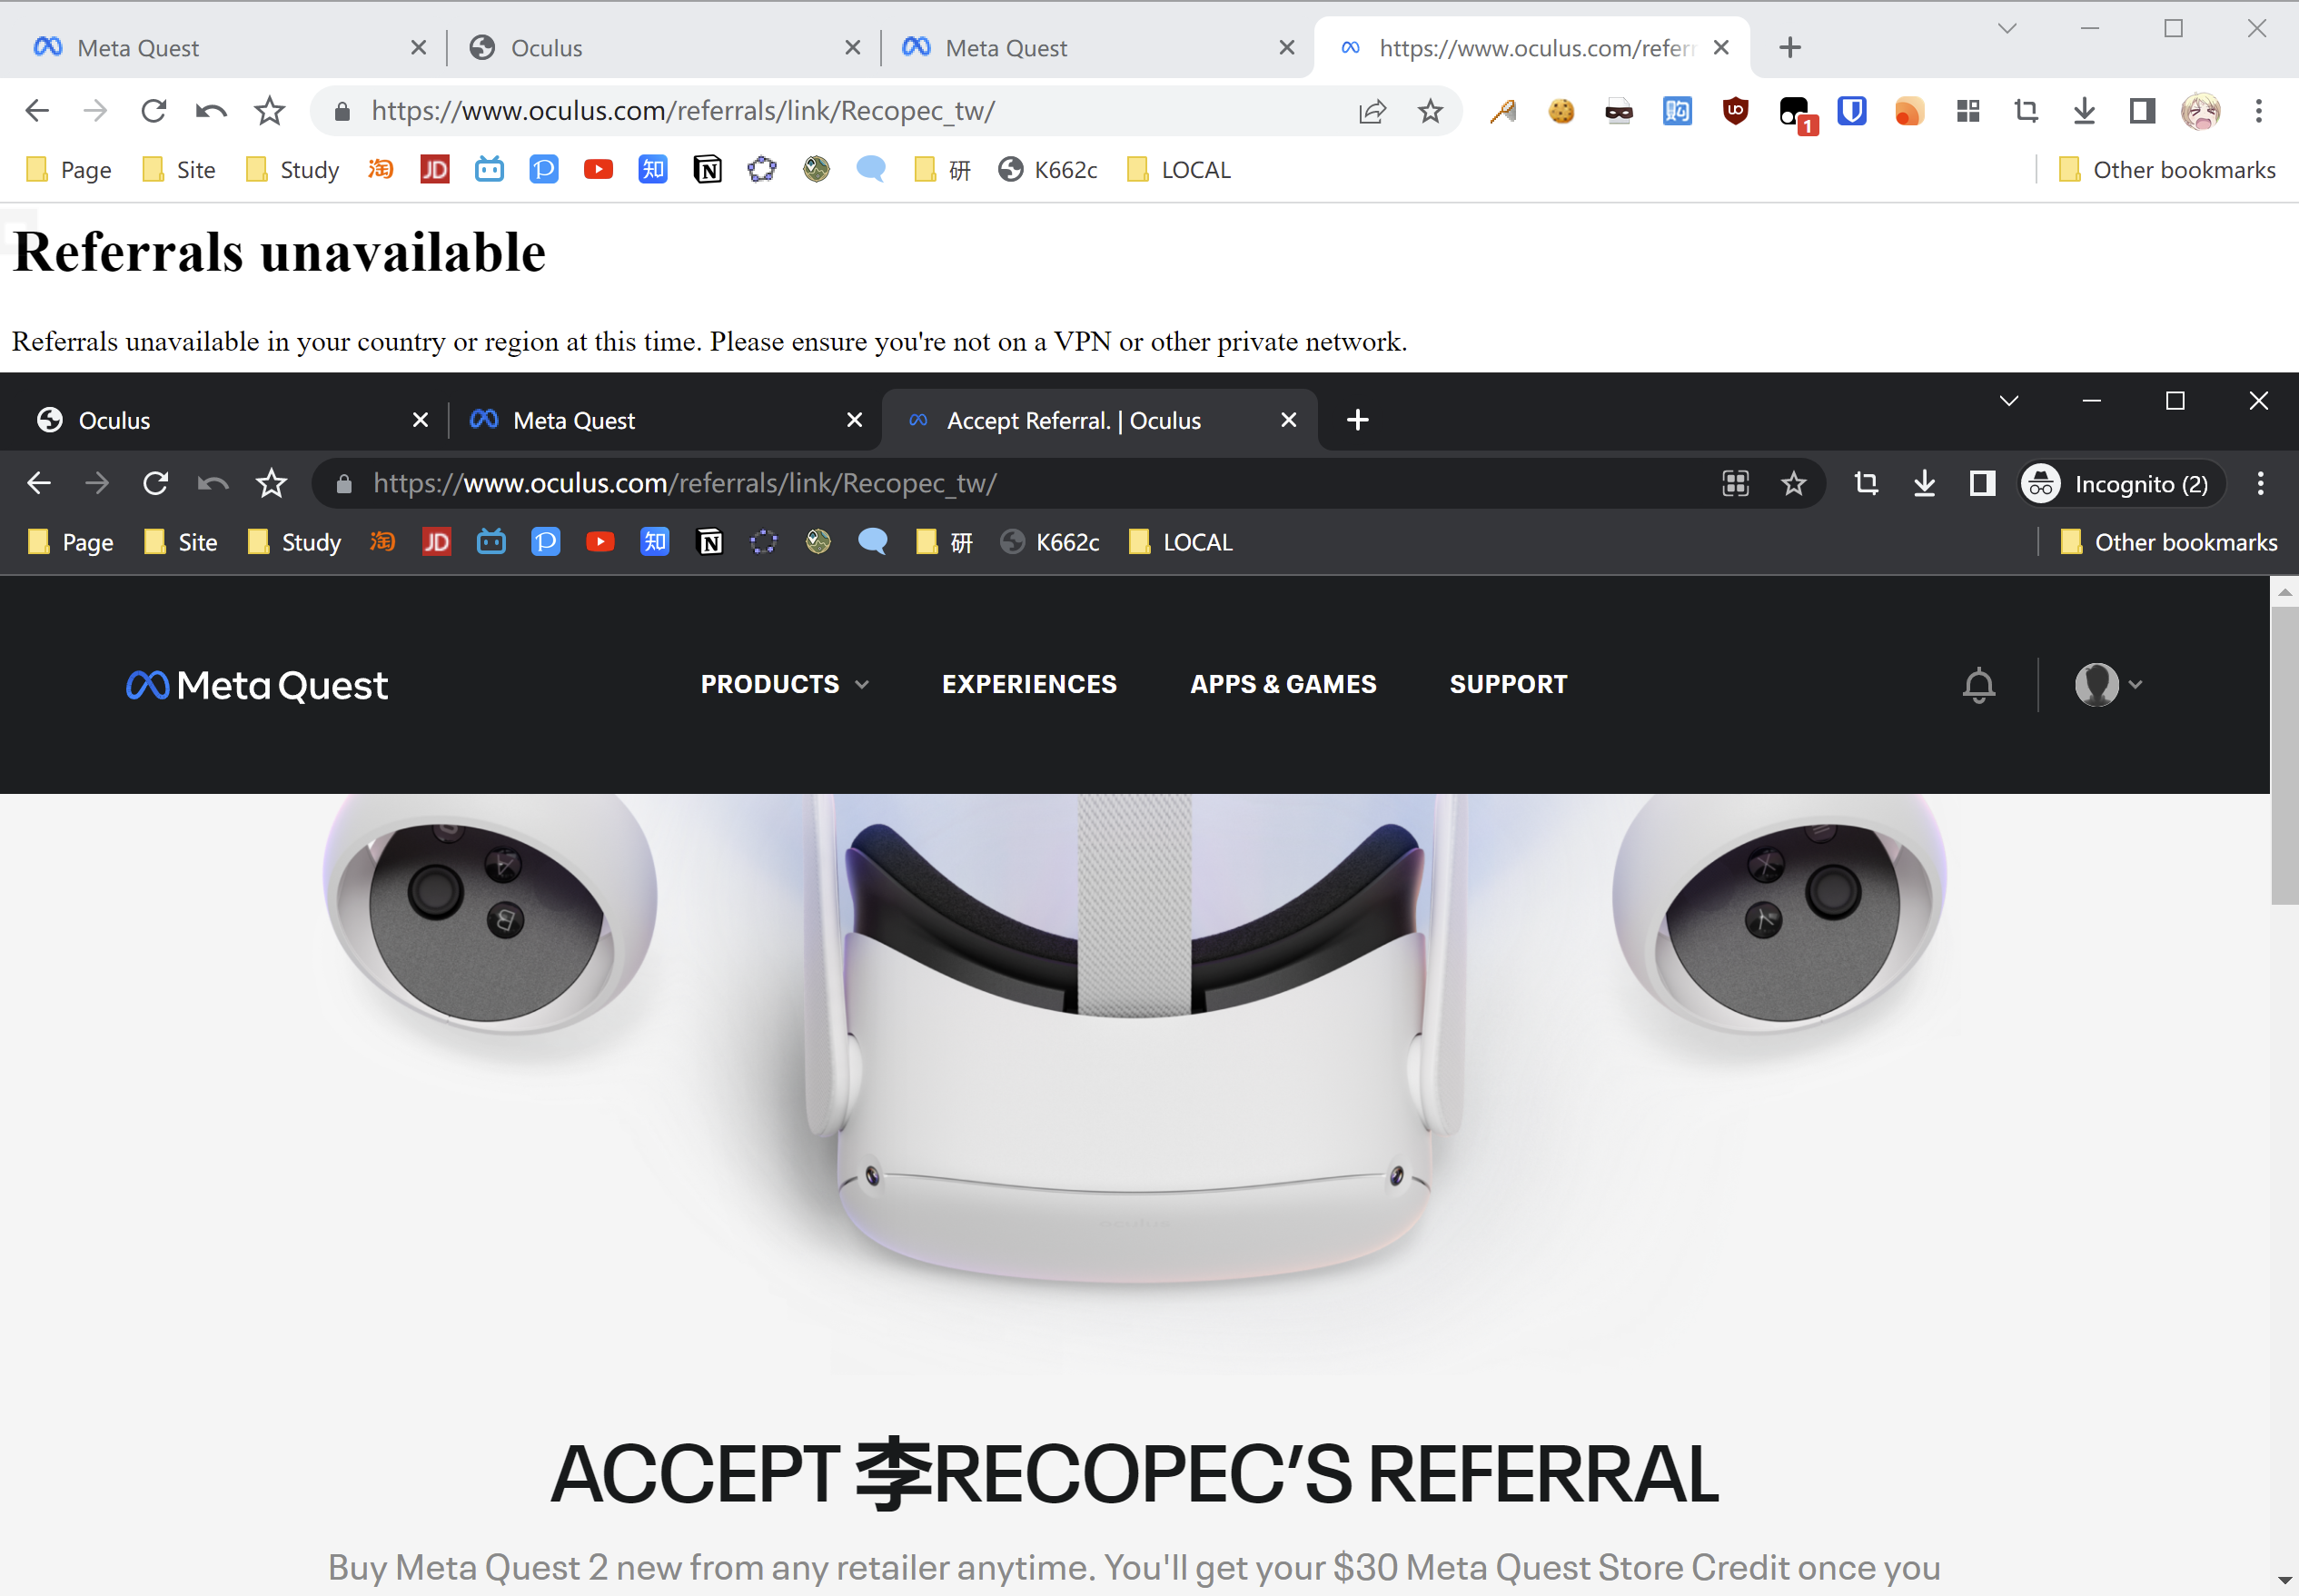 Meta Quest
Oculus
Meta Quest
https://www.oculus.com/referr
https://www.oculus.com/referrals/link/Recopec_tw/
购
1
Page
Site
Study
淘
JD
知
N
研
K662c
LOCAL
Other bookmarks
Referrals unavailable
Referrals unavailable in your country or region at this time. Please ensure you're not on a VPN or other private network.
Oculus
Meta Quest
Accept Referral. | Oculus
https://www.oculus.com/referrals/link/Recopec_tw/
Incognito (2)
Page
Site
Study
淘
JD
知
N
研
K662c
LOCAL
Other bookmarks
Meta Quest
PRODUCTS
EXPERIENCES
APPS & GAMES
SUPPORT
A
B
X
Y
ACCEPT 李RECOPEC’S REFERRAL
Buy Meta Quest 2 new from any retailer anytime. You'll get your $30 Meta Quest Store Credit once you